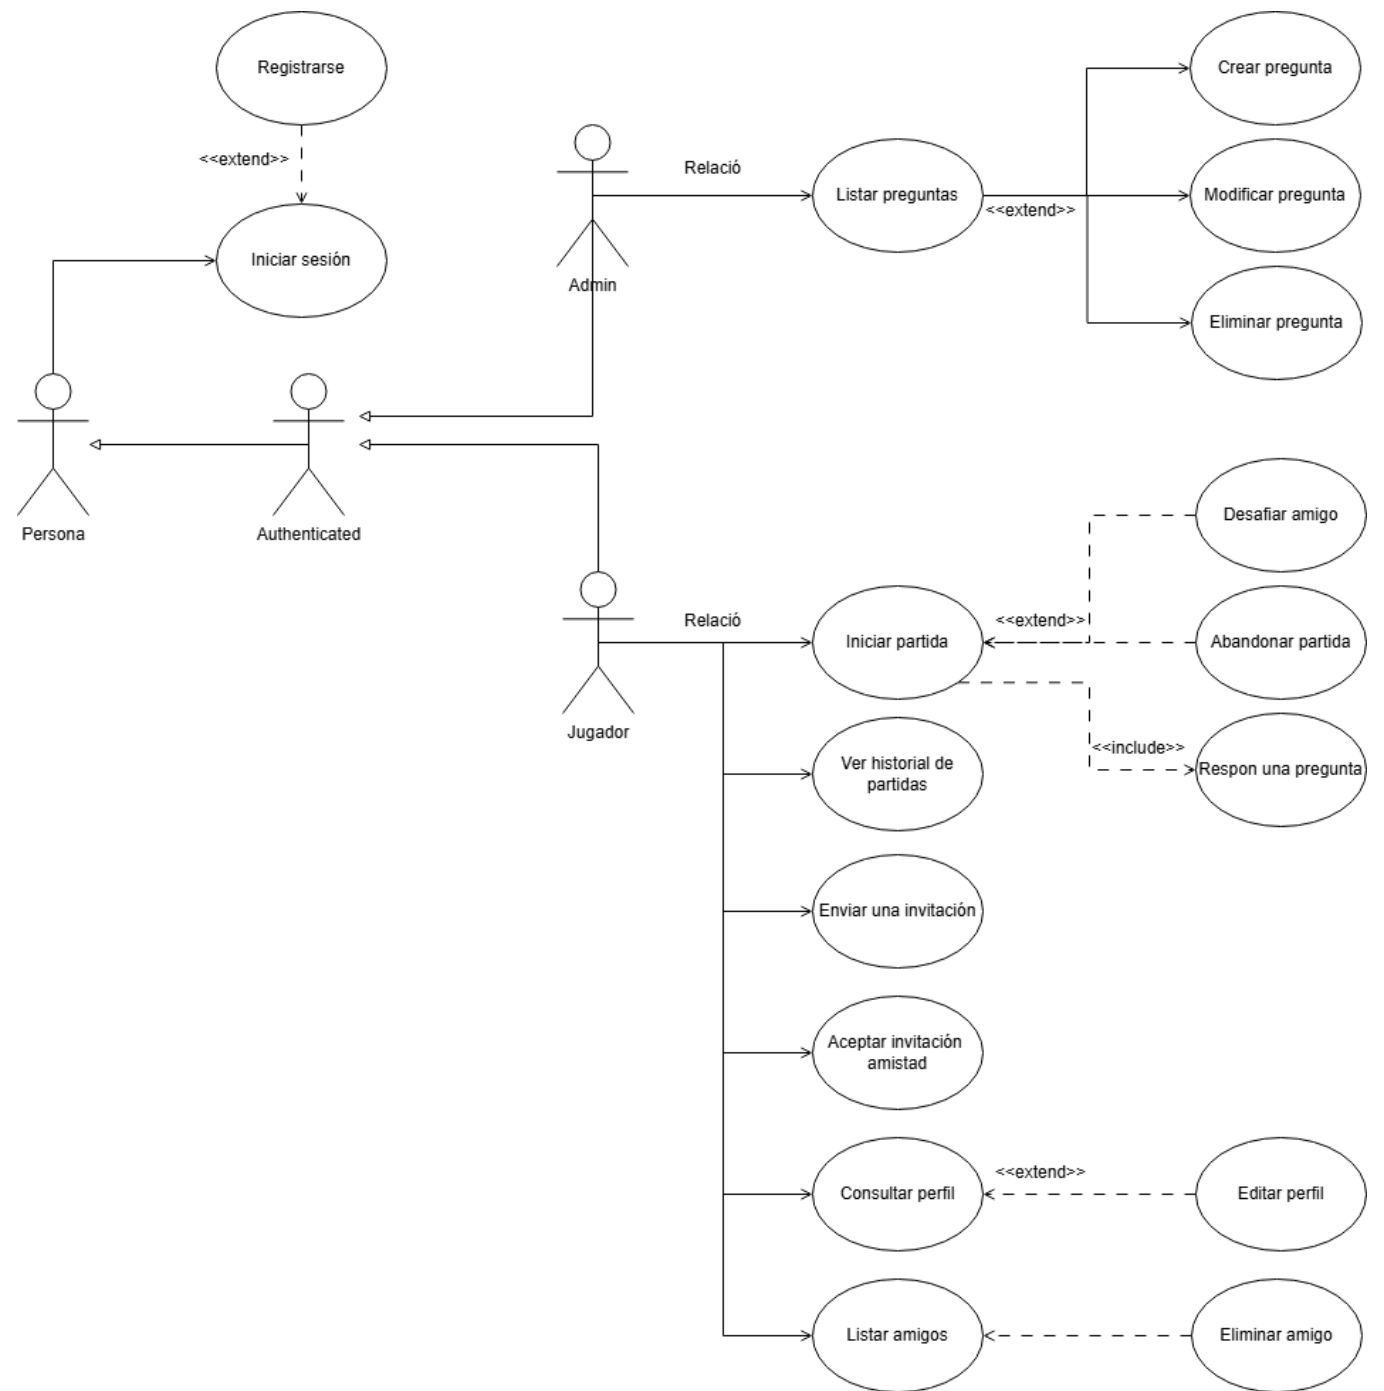 Registrarse
Crear pregunta
<<extend>>
Relació
Listar preguntas
Modificar pregunta
<<extend>>
Iniciar sesión
Admin
Eliminar pregunta
Persona
Authenticated
Desafiar amigo
Relació
<<extend>>
Iniciar partida
Abandonar partida
Jugador
<<include>>
Ver historial de
partidas
Respon una pregunta
Enviar una invitación
Aceptar invitación
amistad
<<extend>>
Consultar perfil
Editar perfil
Listar amigos
Eliminar amigo